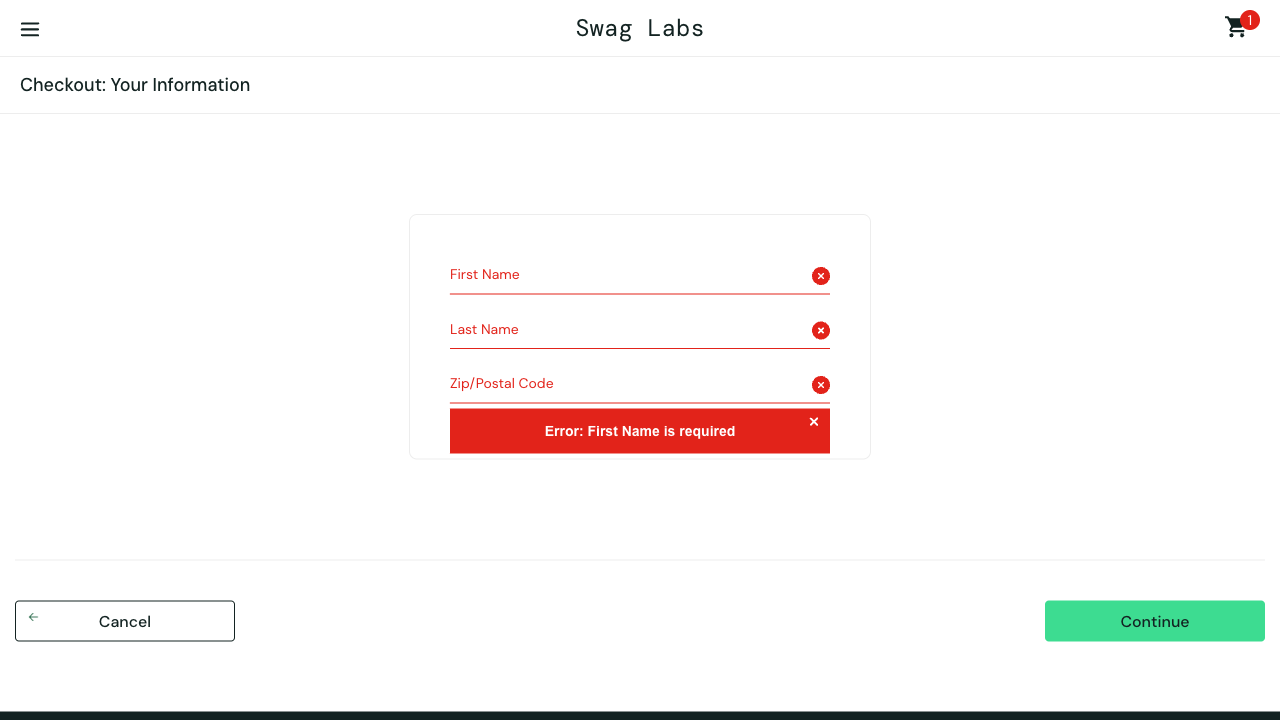 Swag Labs
1
Checkout: Your Information
First Name
Last Name
Zip/Postal Code
Error: First Name is required
Cancel
Continue